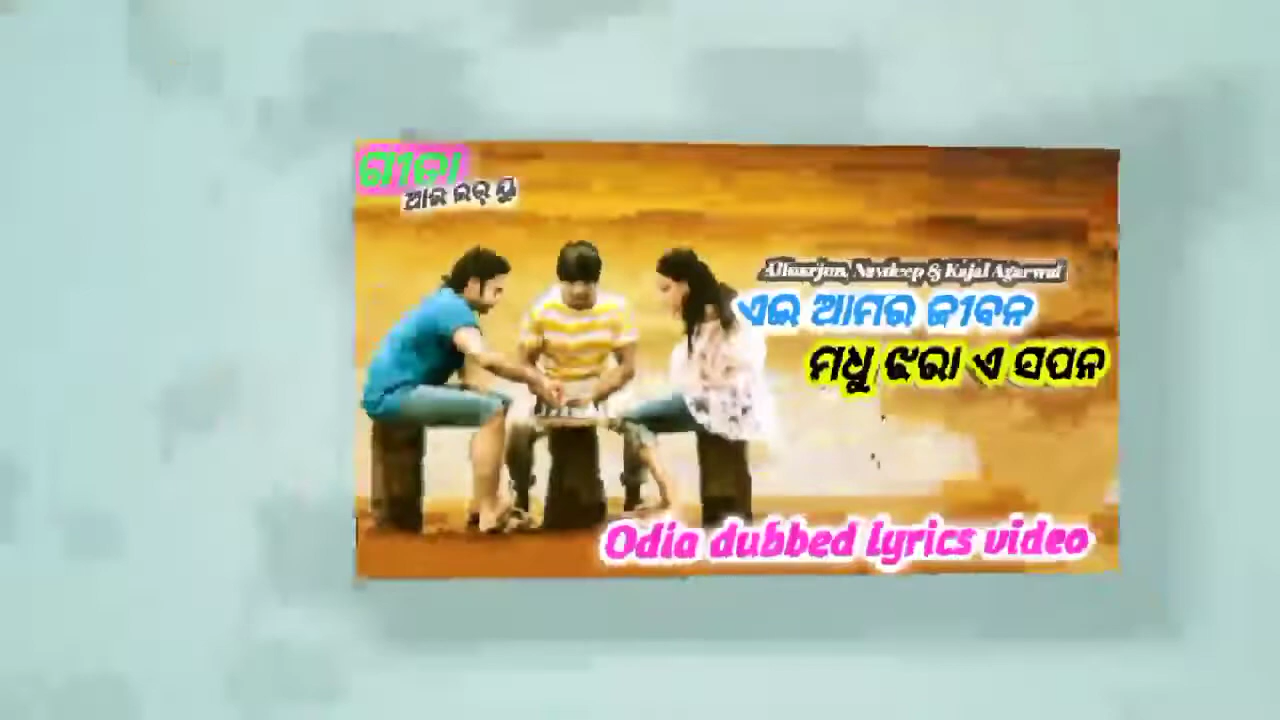 ଗୀତା
ଆଇ ଲଭ୍ ୟୁ
Alluarjun, Navdeep & Kajal Agarwal
ଏଇ ଆମର ଜୀବନ
ମଧୁ ଝରା ଏ ସପନ
Odia dubbed lyrics video